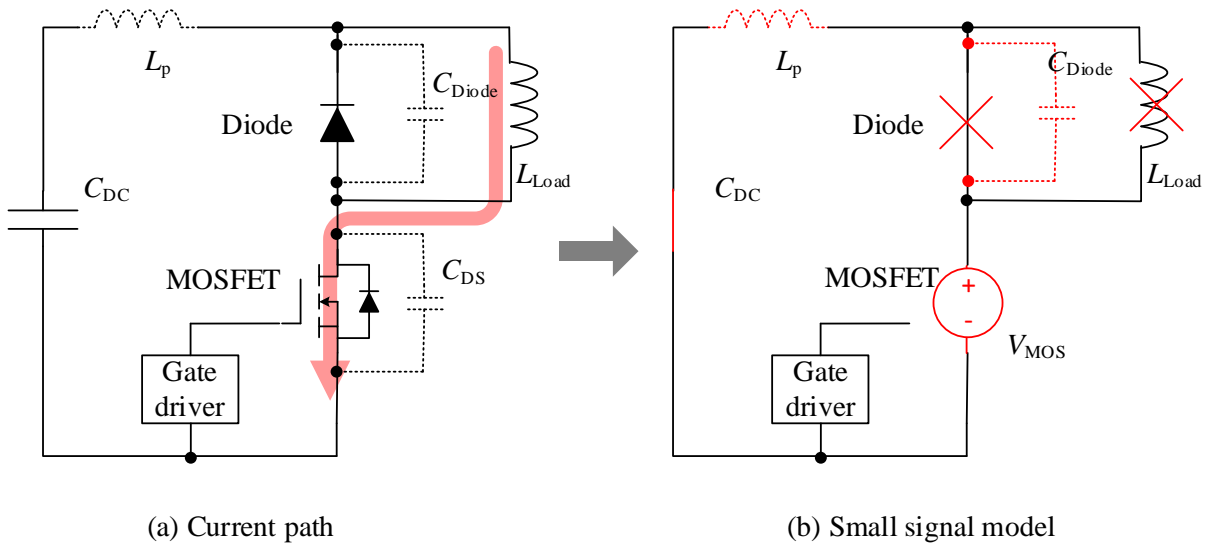 Lp
CDiode
Diode
LLoad
CDC
MOSFET
CDS
Gate
driver
(a) Current path
Lp
CDiode
Diode
LLoad
CDC
MOSFET
+
-
VMOS
Gate
driver
(b) Small signal model